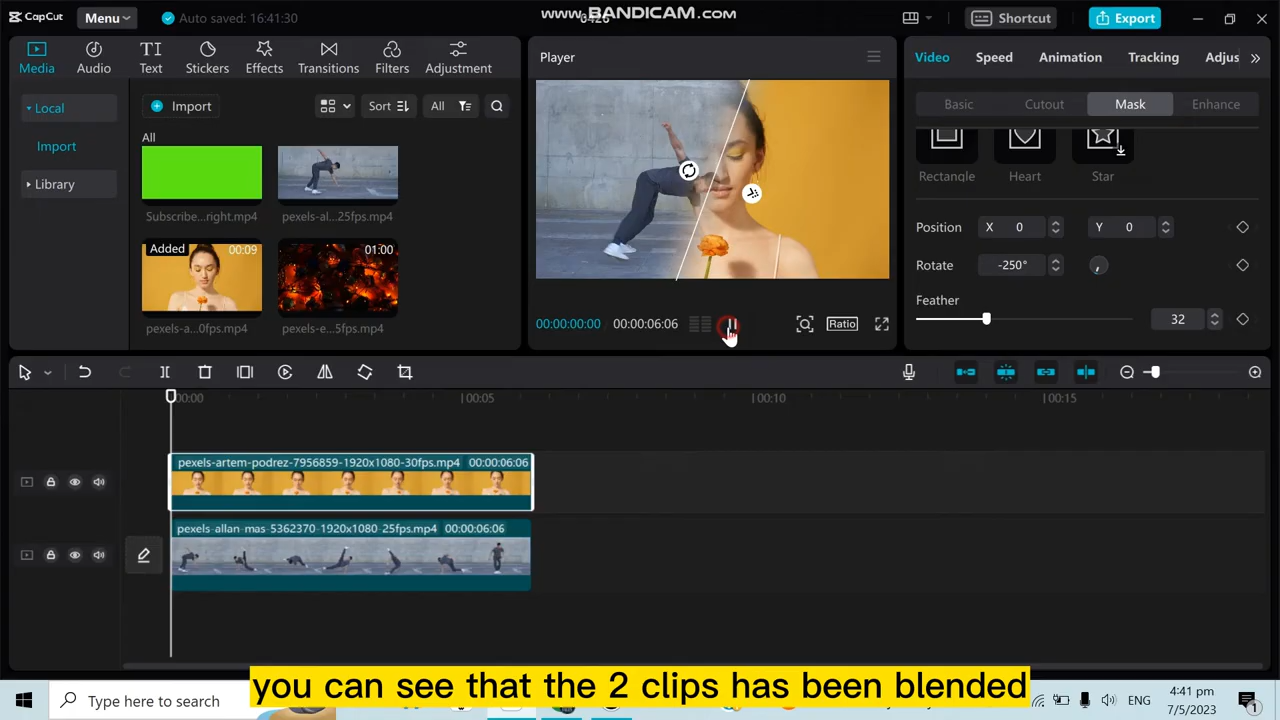 CapCut
Menu
Auto saved: 16:41:30
www.BANDICAM.com
Shortcut
Export
Media
Audio
Text
Stickers
Effects
Transitions
Filters
Adjustment
Local
Import
Library
Import
Sort
All
All
Subscribe...right.mp4
pexels-al...25fps.mp4
Added
00:09
01:00
pexels-a...0fps.mp4
pexels-e...5fps.mp4
Player
00:00:00:00
00:00:06:06
Ratio
Video
Speed
Animation
Tracking
Adjus
Basic
Cutout
Mask
Enhance
Rectangle
Heart
Star
Position
X 0
Y 0
Rotate
-250°
Feather
32
00:00
00:05
00:10
00:15
pexels-artem-podrez-7956859-1920x1080-30fps.mp4 00:00:06:06
pexels-allan-mas-5362370-1920x1080-25fps.mp4 00:00:06:06
you can see that the 2 clips has been blended
Type here to search
ENG
4:41 pm
7/5/2023
1